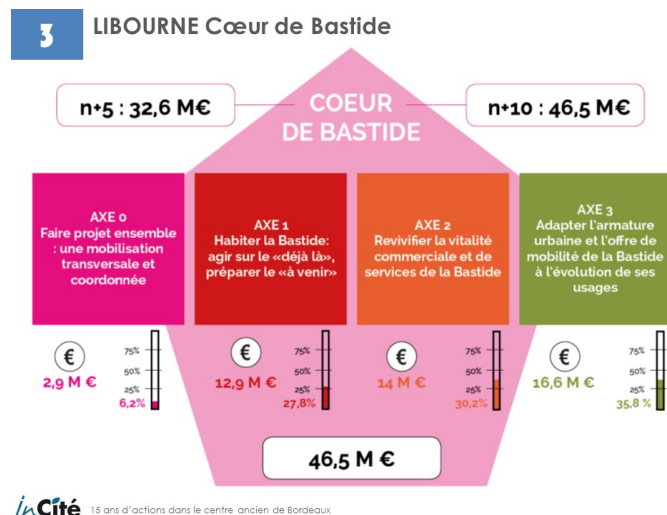 3
LIBOURNE Cœur de Bastide
n+5 : 32,6 M€
COEUR
DE BASTIDE
n+10 : 46,5 M€
AXE 0
Faire projet ensemble
: une mobilisation
transversale et
coordonnée
AXE 1
Habiter la Bastide:
agir sur le «déjà là»,
préparer le «à venir»
AXE 2
Revivifier la vitalité
commerciale et de
services de la Bastide
AXE 3
Adapter l'armature
urbaine et l'offre de
mobilité de la Bastide
à l'évolution de ses
usages
€
2,9 M €
75%
50%
25%
6,2%
€
12,9 M €
75%
50%
25%
27,8%
€
14 M €
75%
50%
25%
30,2%
€
16,6 M €
75%
50%
25%
35,8 %
46,5 M €
inCité
15 ans d'actions dans le centre ancien de Bordeaux